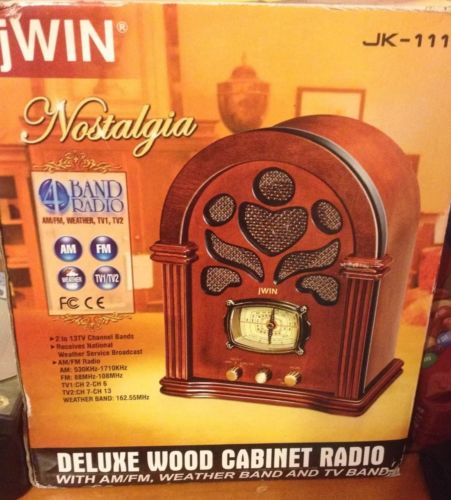 jWIN®
JK-111
Nostalgia
4 BAND
RADIO
AM/FM, WEATHER, TV1, TV2
AM
FM
WEATHER
TV1/TV2
FC CE
jWIN
▸ 2 to 13TV Channel Bands
▸ Receives National
Weather Service Broadcast
▸ AM/FM Radio
AM: 530KHz-1710KHz
FM: 88MHz-108MHz
TV1:CH 2-CH 6
TV2:CH 7-CH 13
WEATHER BAND: 162.55MHz
DELUXE WOOD CABINET RADIO
WITH AM/FM, WEATHER BAND AND TV BAND